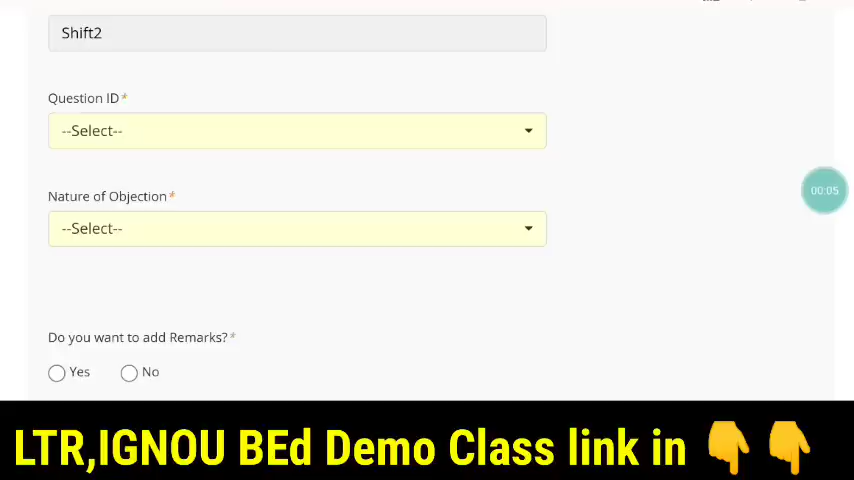 Shift2
Question ID*
--Select--
Nature of Objection*
00:05
--Select--
Do you want to add Remarks?*
Yes No
LTR,IGNOU BEd Demo Class link in 👇👇